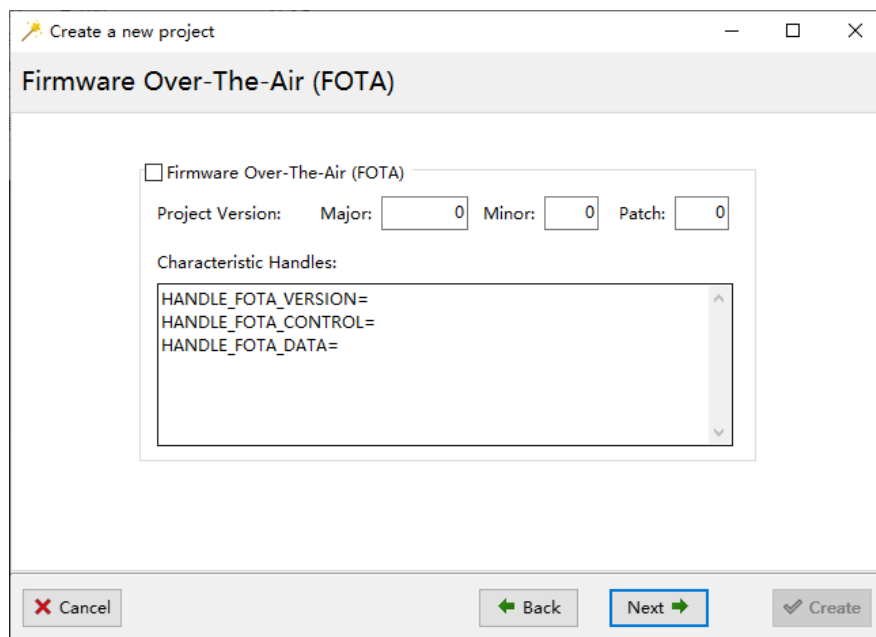 Create a new project
Firmware Over-The-Air (FOTA)
Firmware Over-The-Air (FOTA)
Project Version: Major: 0 Minor: 0 Patch: 0
Characteristic Handles:
HANDLE_FOTA_VERSION=
HANDLE_FOTA_CONTROL=
HANDLE_FOTA_DATA=
Cancel Back Next Create